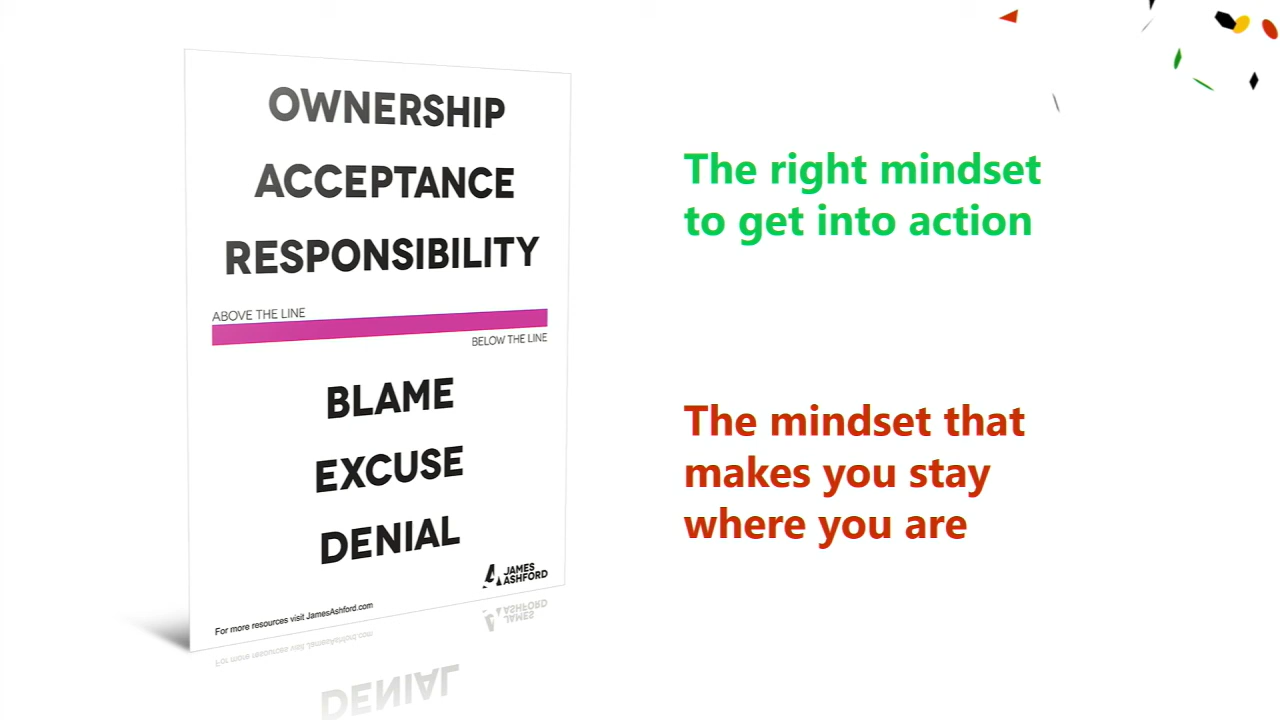 OWNERSHIP
ACCEPTANCE
RESPONSIBILITY
ABOVE THE LINE
BELOW THE LINE
BLAME
EXCUSE
DENIAL
JAMES
ASHFORD
For more resources visit JamesAshford.com
The right mindset
to get into action
The mindset that
makes you stay
where you are